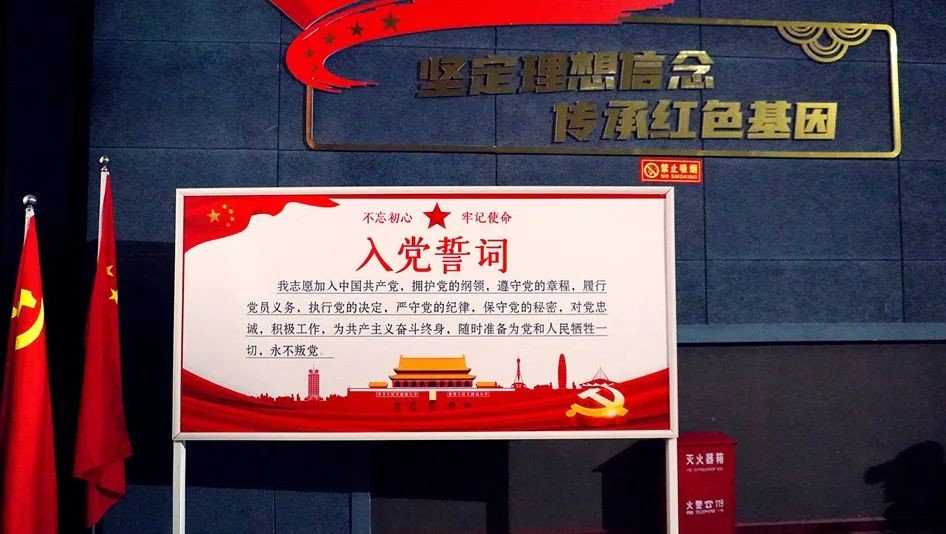 坚定理想信念
传承红色基因
禁止吸烟
NO SMOKING
不忘初心 牢记使命
入党誓词
我志愿加入中国共产党，拥护党的纲领，遵守党的章程，履行
党员义务，执行党的决定，严守党的纪律，保守党的秘密，对党忠
诚，积极工作，为共产主义奋斗终身，随时准备为党和人民牺牲一
切，永不叛党。
灭火器箱
FIRE EXTINGUISHER BOX
火警 119
FIRE TELEPHONE 119